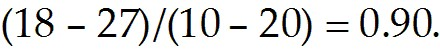 (18 – 27)/(10 – 20) = 0.90.